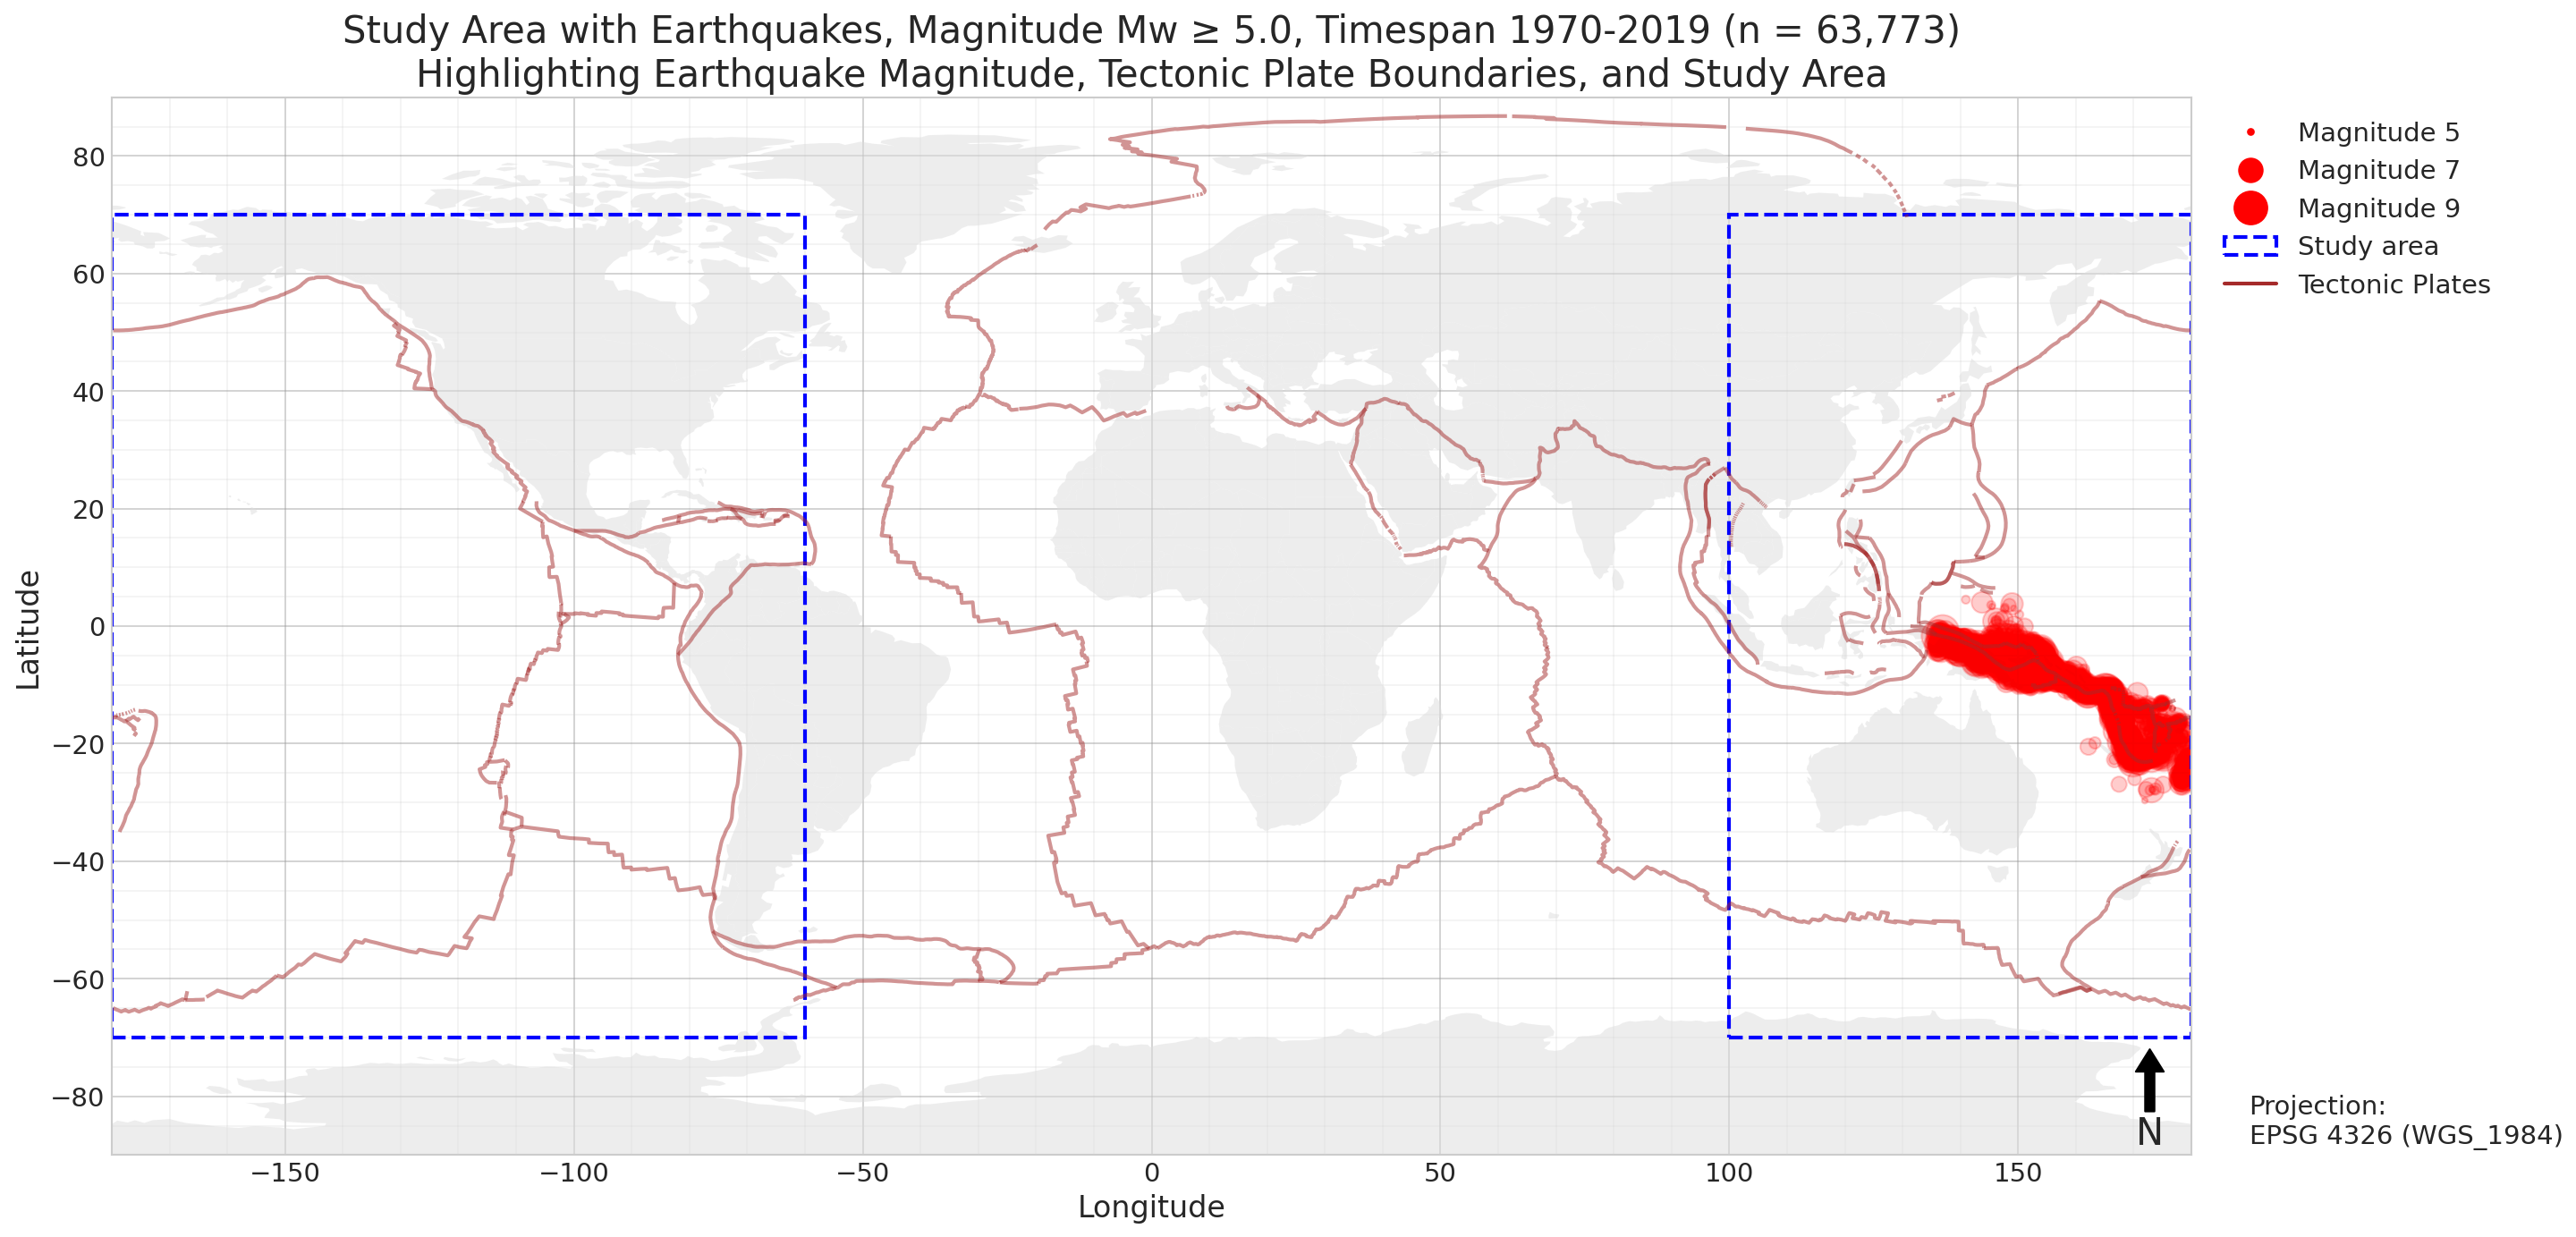 Study Area with Earthquakes, Magnitude Mw ≥ 5.0, Timespan 1970-2019 (n = 63,773)
Highlighting Earthquake Magnitude, Tectonic Plate Boundaries, and Study Area
Magnitude 5
Magnitude 7
Magnitude 9
Study area
Tectonic Plates
Latitude
80
60
40
20
0
−20
−40
−60
−80
N
Projection:
EPSG 4326 (WGS_1984)
−150 −100 −50 0 50 100 150
Longitude